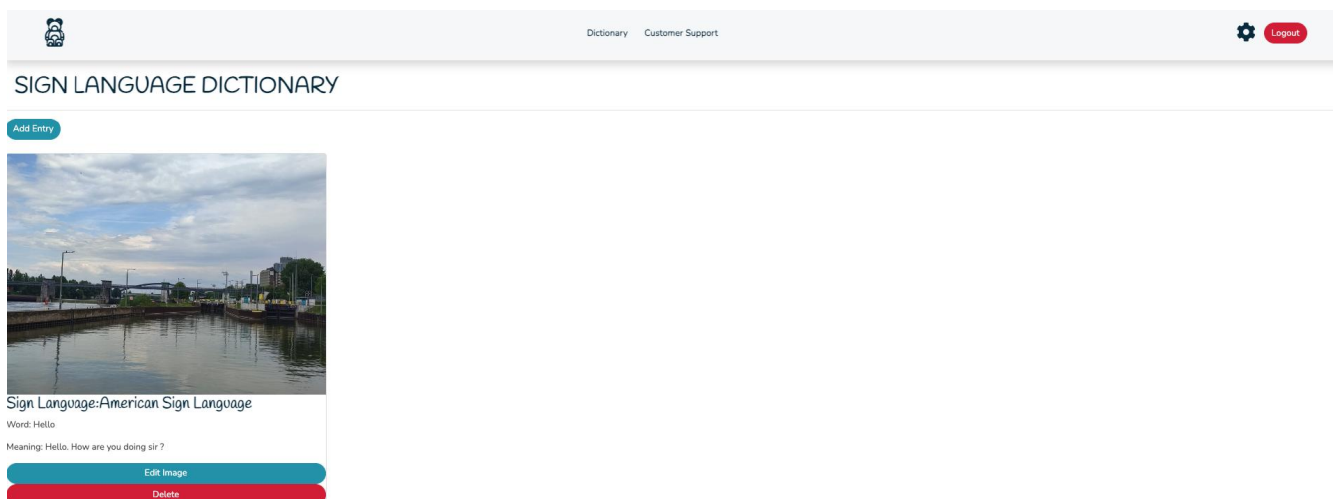 Dictionary Customer Support Logout
SIGN LANGUAGE DICTIONARY
Add Entry
Sign Language:American Sign Language
Word: Hello
Meaning: Hello. How are you doing sir ?
Edit Image
Delete